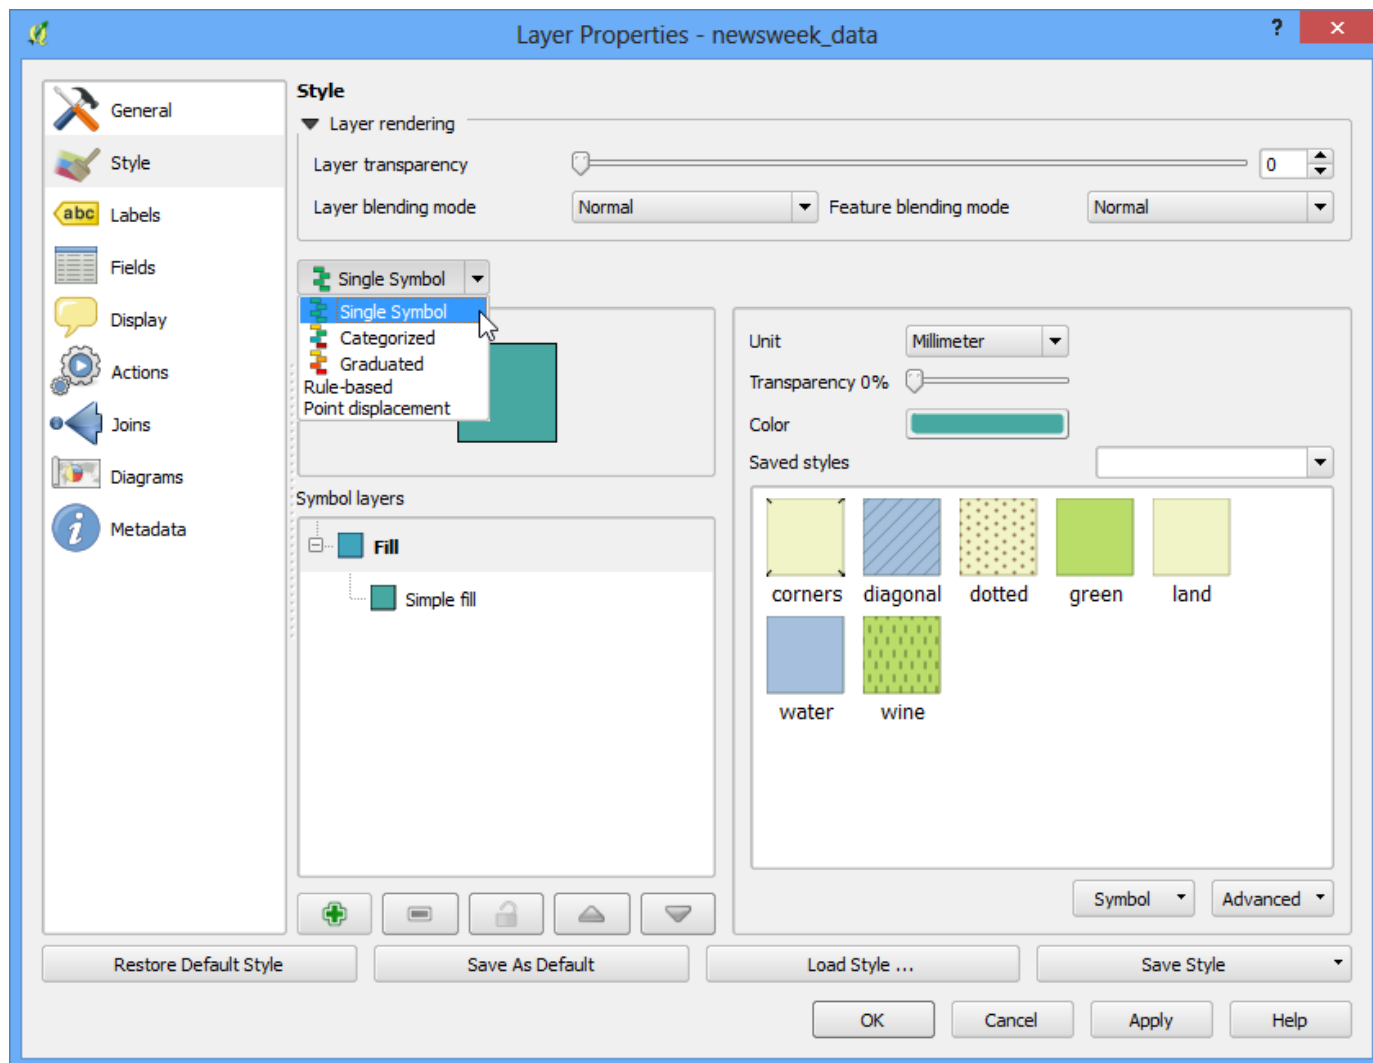 Layer Properties - newsweek_data
?
General
Style
Labels
Fields
Display
Actions
Joins
Diagrams
Metadata
abc
Style
Layer rendering
Layer transparency
0
Layer blending mode Normal Feature blending mode Normal
Single Symbol
Single Symbol
Categorized
Graduated
Rule-based
Point displacement
Symbol layers
Fill
Simple fill
Unit Millimeter
Transparency 0%
Color
Saved styles
corners diagonal dotted green land
water wine
Symbol Advanced
Restore Default Style Save As Default Load Style ... Save Style
OK Cancel Apply Help